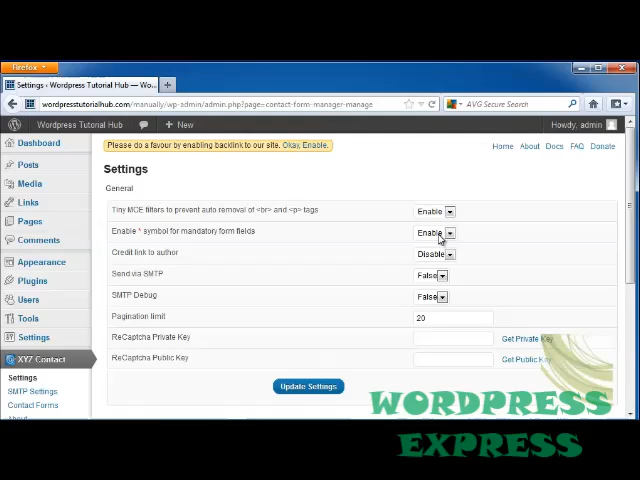 Firefox
Settings ‹ Wordpress Tutorial Hub — Wo...
wordpresstutorialhub.com/manually/wp-admin/admin.php?page=contact-form-manager-manage
AVG Secure Search
Wordpress Tutorial Hub
+ New
Howdy, admin
Dashboard
Posts
Media
Links
Pages
Comments
Appearance
Plugins
Users
Tools
Settings
XYZ Contact
Settings
SMTP Settings
Contact Forms
About
Please do a favour by enabling backlink to our site. Okay, Enable.
Home About Docs FAQ Donate
Settings
General
Tiny MCE filters to prevent auto removal of <br> and <p> tags
Enable
Enable * symbol for mandatory form fields
Enable
Credit link to author
Disable
Send via SMTP
False
SMTP Debug
False
Pagination limit
20
ReCaptcha Private Key
Get Private Key
ReCaptcha Public Key
Get Public Key
Update Settings
WORDPRESS
EXPRESS